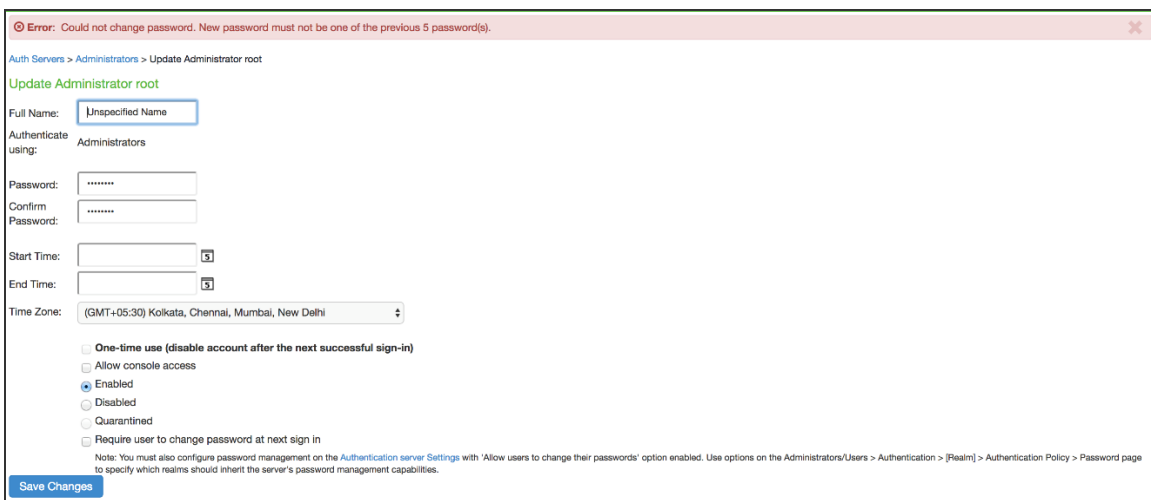 Error: Could not change password. New password must not be one of the previous 5 password(s).
Auth Servers > Administrators > Update Administrator root
Update Administrator root
Full Name: Unspecified Name
Authenticate
using: Administrators
Password: ••••••••
Confirm
Password: ••••••••
Start Time: 5
End Time: 5
Time Zone: (GMT+05:30) Kolkata, Chennai, Mumbai, New Delhi
One-time use (disable account after the next successful sign-in)
Allow console access
Enabled
Disabled
Quarantined
Require user to change password at next sign in
Note: You must also configure password management on the Authentication server Settings with 'Allow users to change their passwords' option enabled. Use options on the Administrators/Users > Authentication > [Realm] > Authentication Policy > Password page
to specify which realms should inherit the server's password management capabilities.
Save Changes